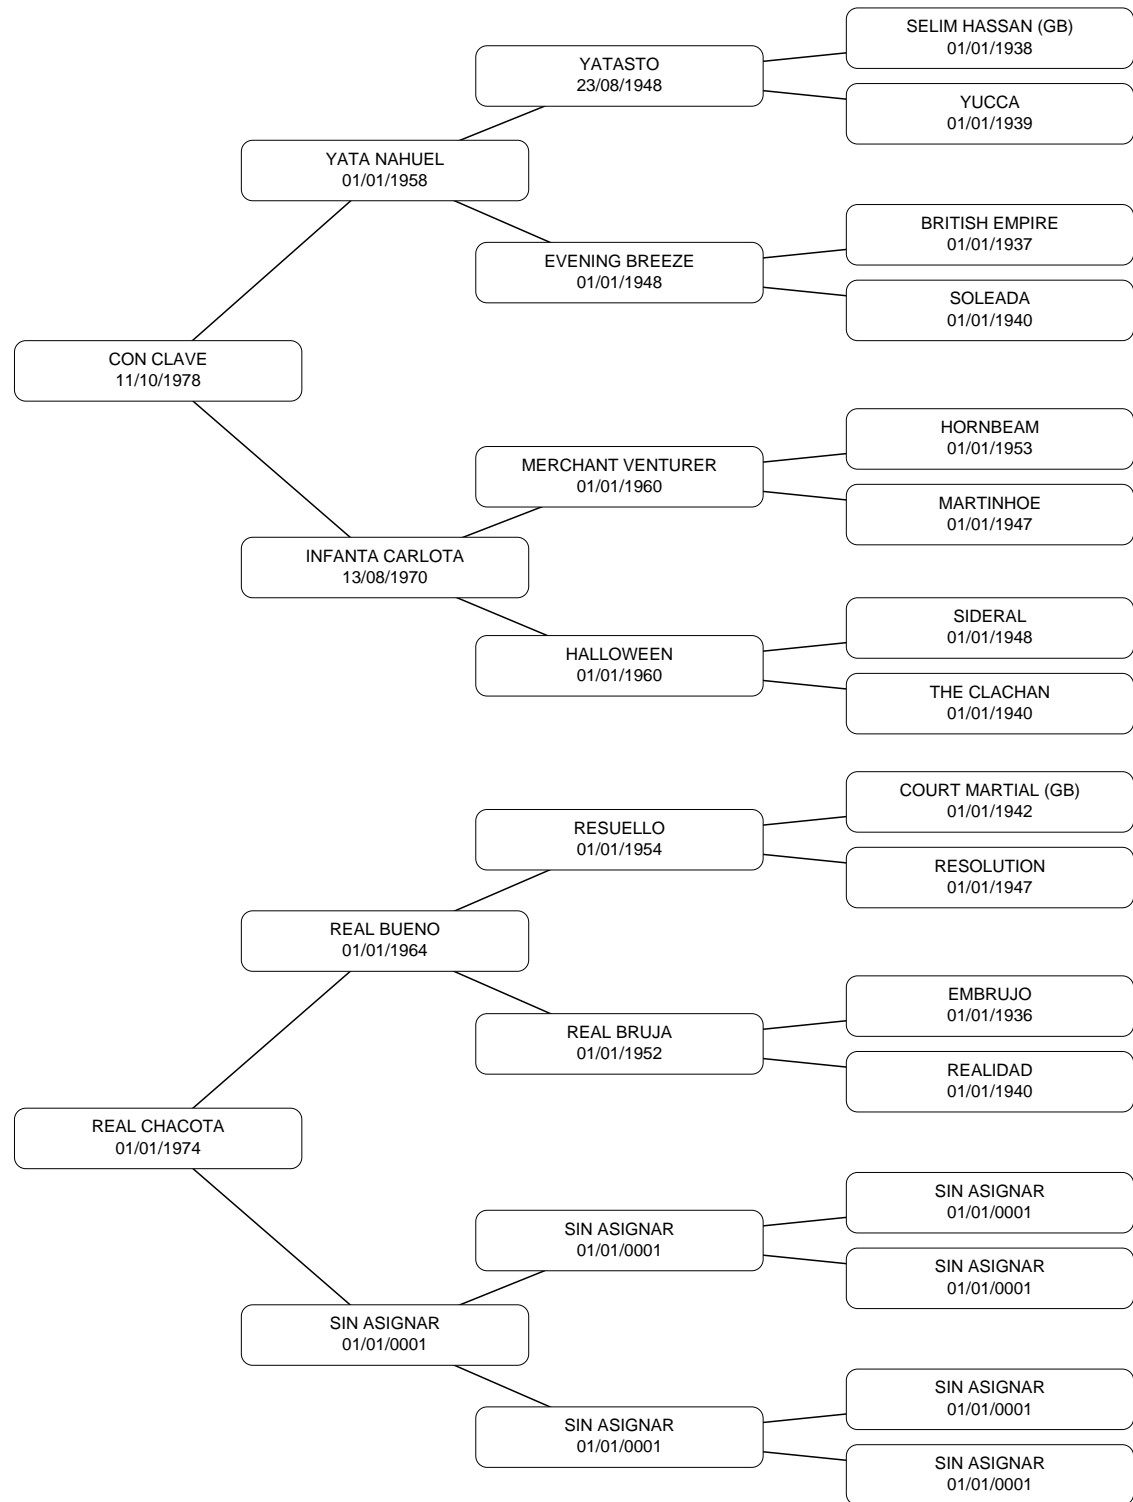 SELIM HASSAN (GB)
01/01/1938
YATASTO
23/08/1948
YUCCA
01/01/1939
YATA NAHUEL
01/01/1958
BRITISH EMPIRE
01/01/1937
EVENING BREEZE
01/01/1948
SOLEADA
01/01/1940
CON CLAVE
11/10/1978
HORNBEAM
01/01/1953
MERCHANT VENTURER
01/01/1960
MARTINHOE
01/01/1947
INFANTA CARLOTA
13/08/1970
SIDERAL
01/01/1948
HALLOWEEN
01/01/1960
THE CLACHAN
01/01/1940
COURT MARTIAL (GB)
01/01/1942
RESUELLO
01/01/1954
RESOLUTION
01/01/1947
REAL BUENO
01/01/1964
EMBRUJO
01/01/1936
REAL BRUJA
01/01/1952
REALIDAD
01/01/1940
REAL CHACOTA
01/01/1974
SIN ASIGNAR
01/01/0001
SIN ASIGNAR
01/01/0001
SIN ASIGNAR
01/01/0001
SIN ASIGNAR
01/01/0001
SIN ASIGNAR
01/01/0001
SIN ASIGNAR
01/01/0001
SIN ASIGNAR
01/01/0001